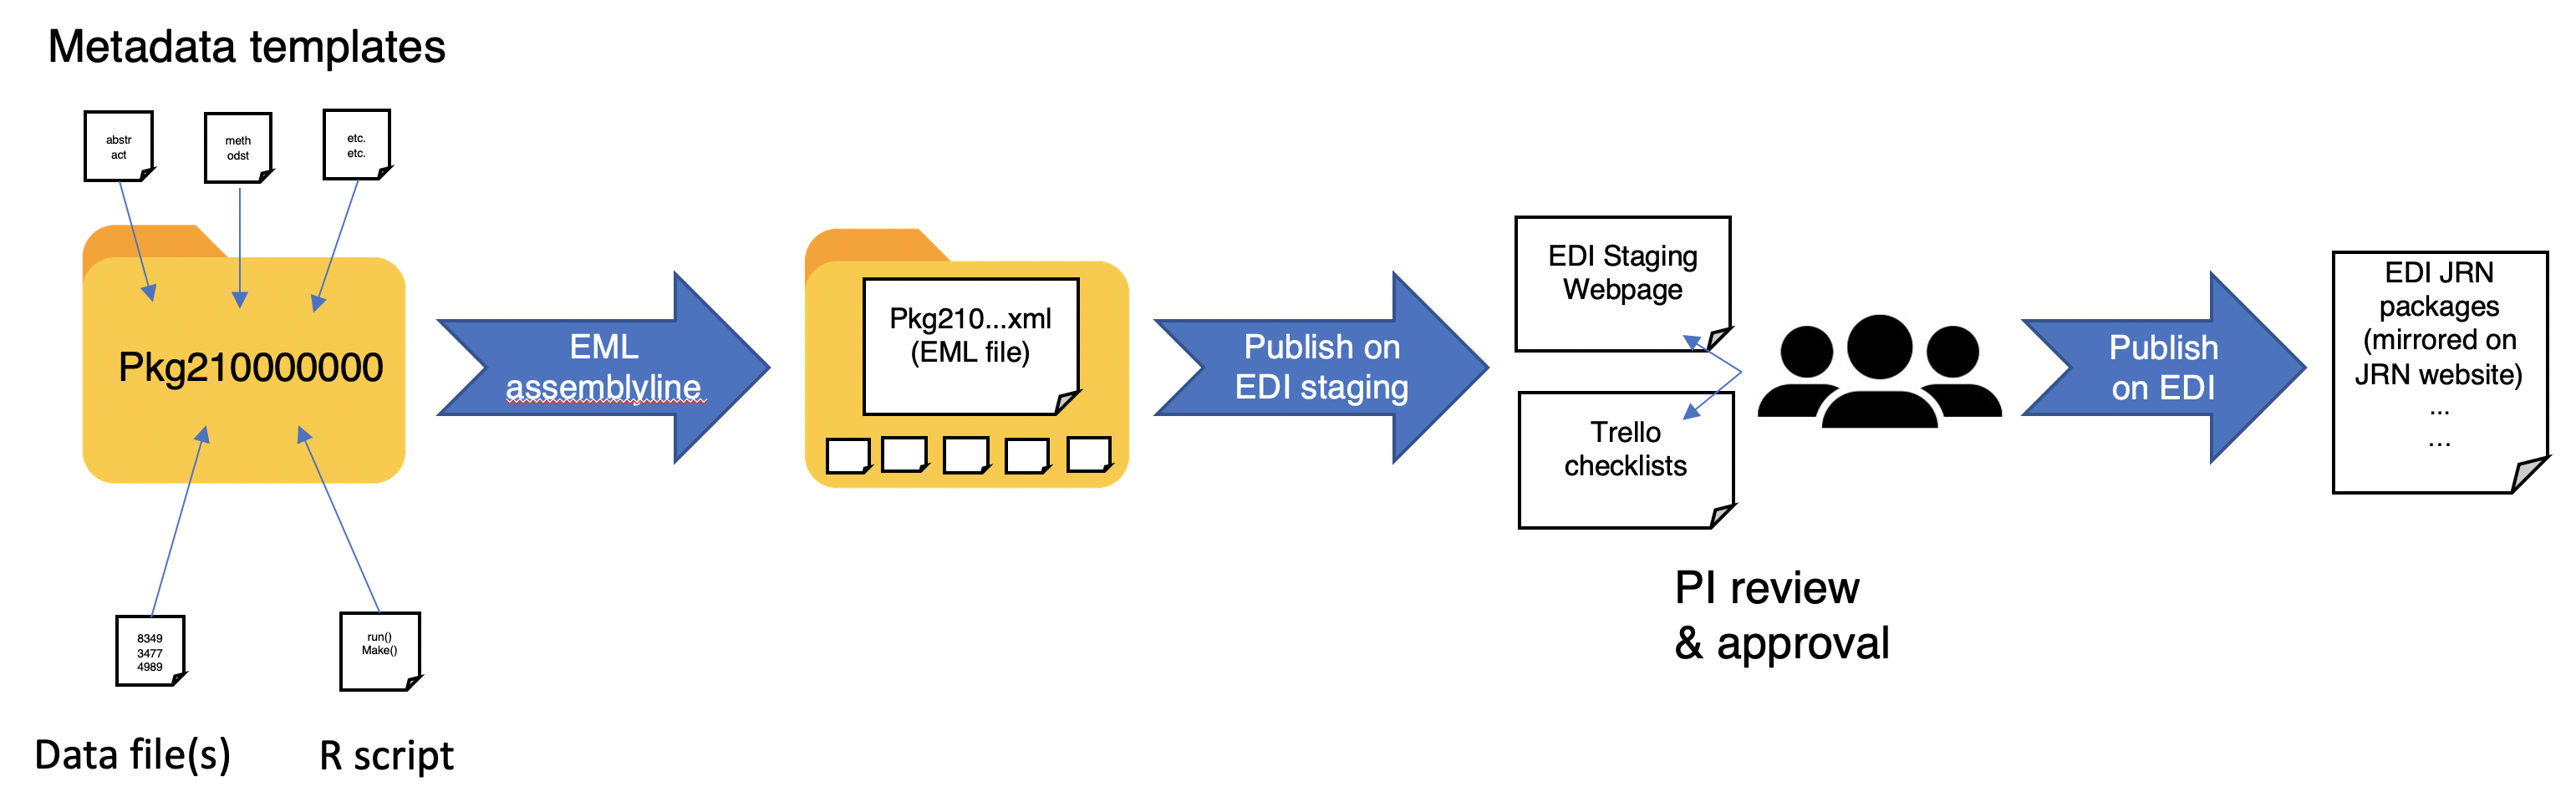 Metadata templates
abstr
act
meth
odst
etc.
etc.
Pkg210000000
8349
3477
4989
run()
Make()
Data file(s)
R script
EML
assemblyline
Pkg210...xml
(EML file)
Publish on
EDI staging
EDI Staging
Webpage
Trello
checklists
PI review
& approval
Publish
on EDI
EDI JRN
packages
(mirrored on
JRN website)
...
...